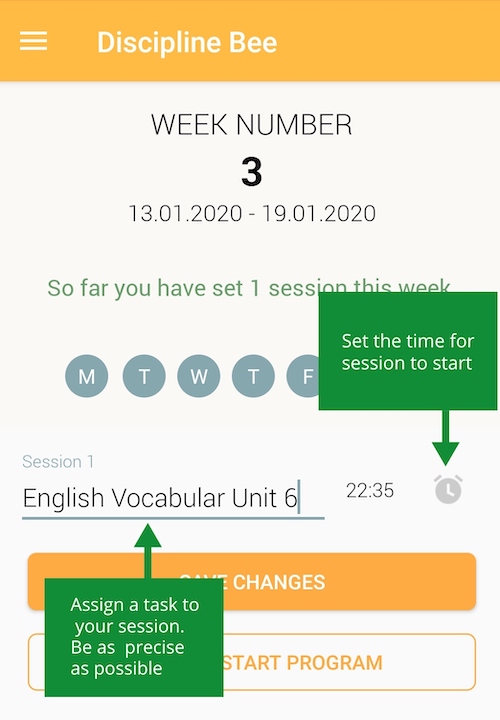 Discipline Bee
WEEK NUMBER
3
13.01.2020 - 19.01.2020
So far you have set 1 session this week
Set the time for
session to start
M T W T F
Session 1
English Vocabular Unit 6
22:35
CHANGES
Assign a task to
your session.
Be as precise
as possible
START PROGRAM